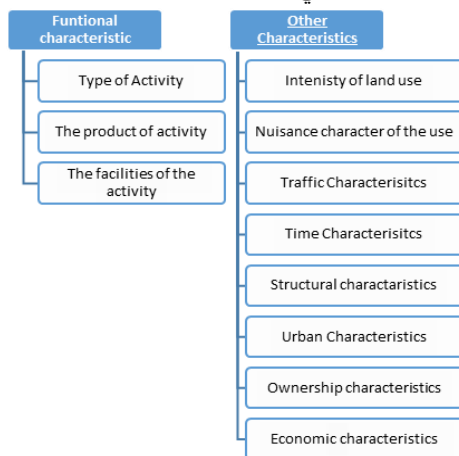 Funtional
characteristic
Type of Activity
The product of activity
The facilities of the
activity
Other
Characteristics
Intenisty of land use
Nuisance character of the use
Traffic Characterisitcs
Time Characterisitcs
Structural charactaristics
Urban Characteristics
Ownership characteristics
Economic characteristics